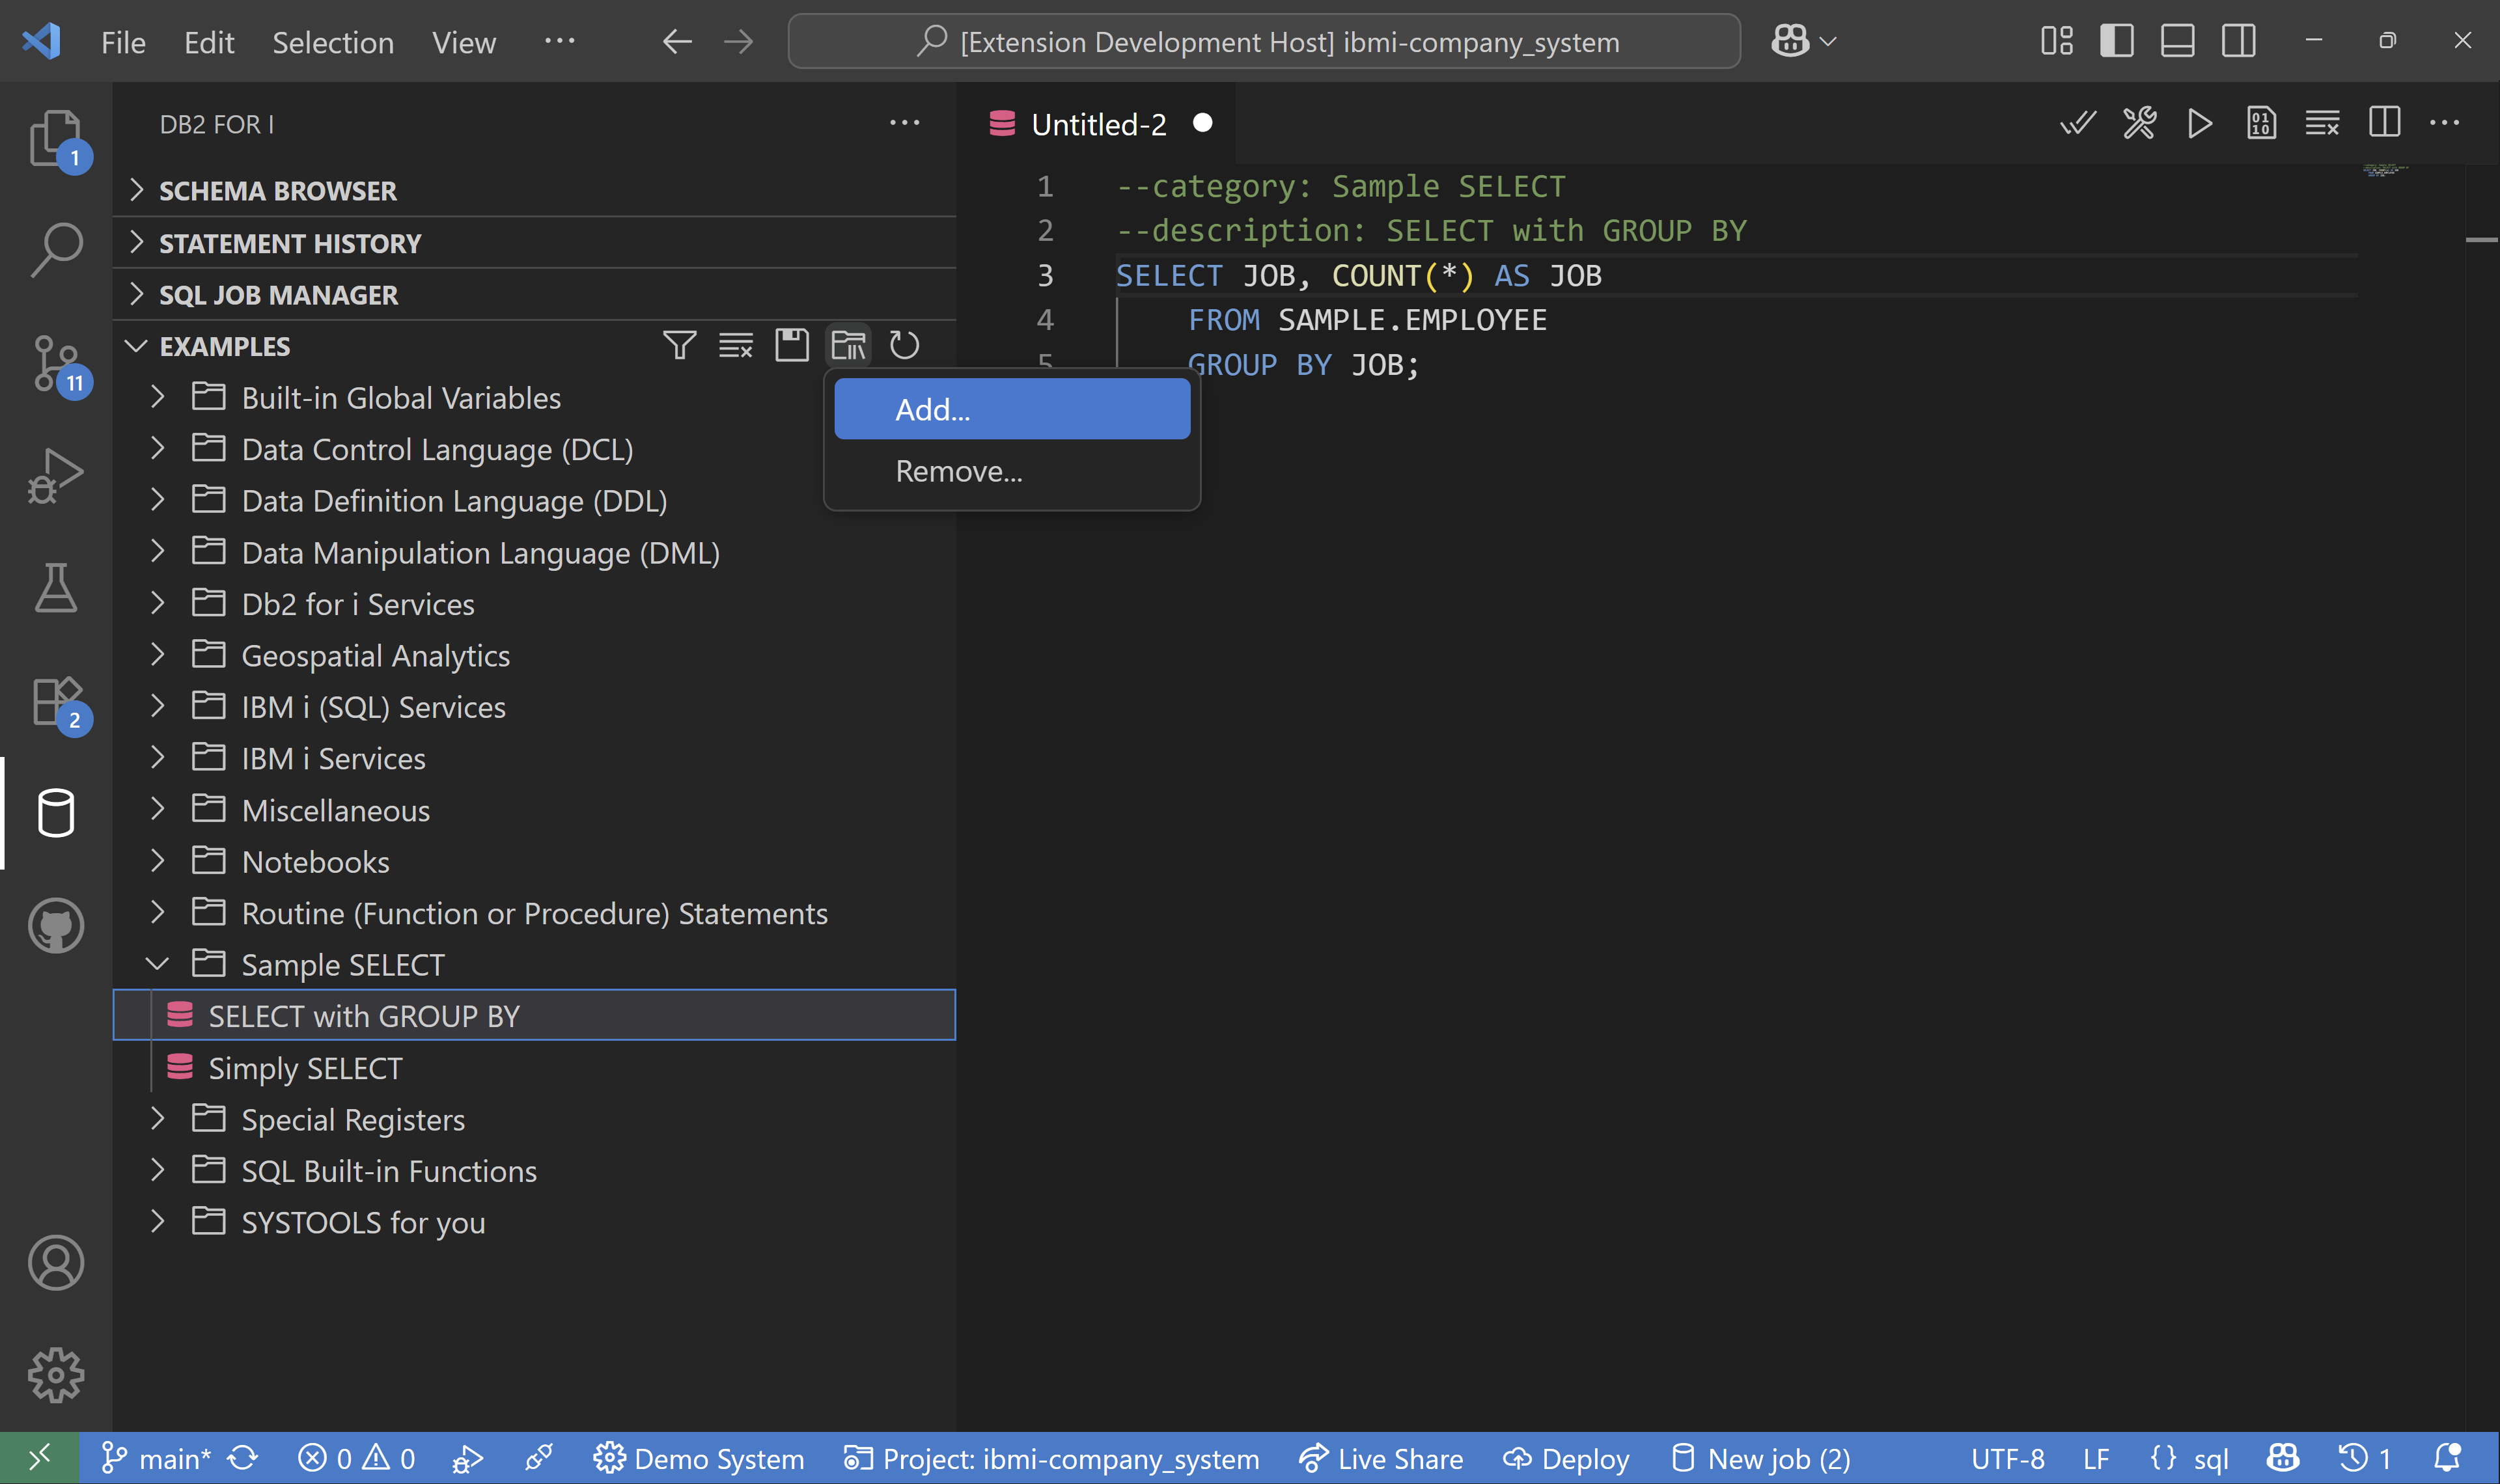 File Edit Selection View ··· [Extension Development Host] ibmi-company_system
DB2 FOR I
SCHEMA BROWSER
STATEMENT HISTORY
SQL JOB MANAGER
EXAMPLES
Add...
Remove...
Built-in Global Variables
Data Control Language (DCL)
Data Definition Language (DDL)
Data Manipulation Language (DML)
Db2 for i Services
Geospatial Analytics
IBM i (SQL) Services
IBM i Services
Miscellaneous
Notebooks
Routine (Function or Procedure) Statements
Sample SELECT
SELECT with GROUP BY
Simply SELECT
Special Registers
SQL Built-in Functions
SYSTOOLS for you
1
11
2
Untitled-2
1 --category: Sample SELECT
2 --description: SELECT with GROUP BY
3 SELECT JOB, COUNT(*) AS JOB
4 FROM SAMPLE.EMPLOYEE
5 GROUP BY JOB;
main* 0 0 Demo System Project: ibmi-company_system Live Share Deploy New job (2) UTF-8 LF {} sql 1